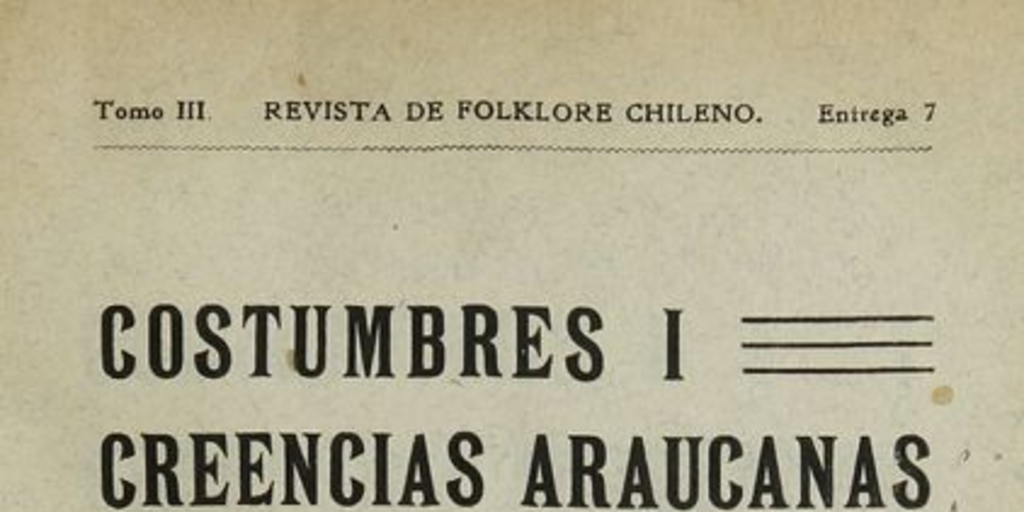 Tomo III. REVISTA DE FOLKLORE CHILENO. Entrega 7
COSTUMBRES I
CREENCIAS ARAUCANAS